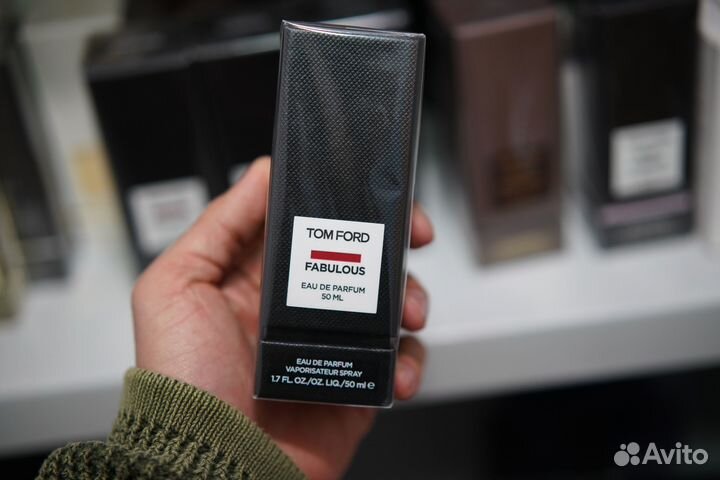 TOM FORD
FABULOUS
EAU DE PARFUM
50 ML
EAU DE PARFUM
VAPORISATEUR SPRAY
1.7 FL. OZ./OZ. LIQ./50 ml e
Avito